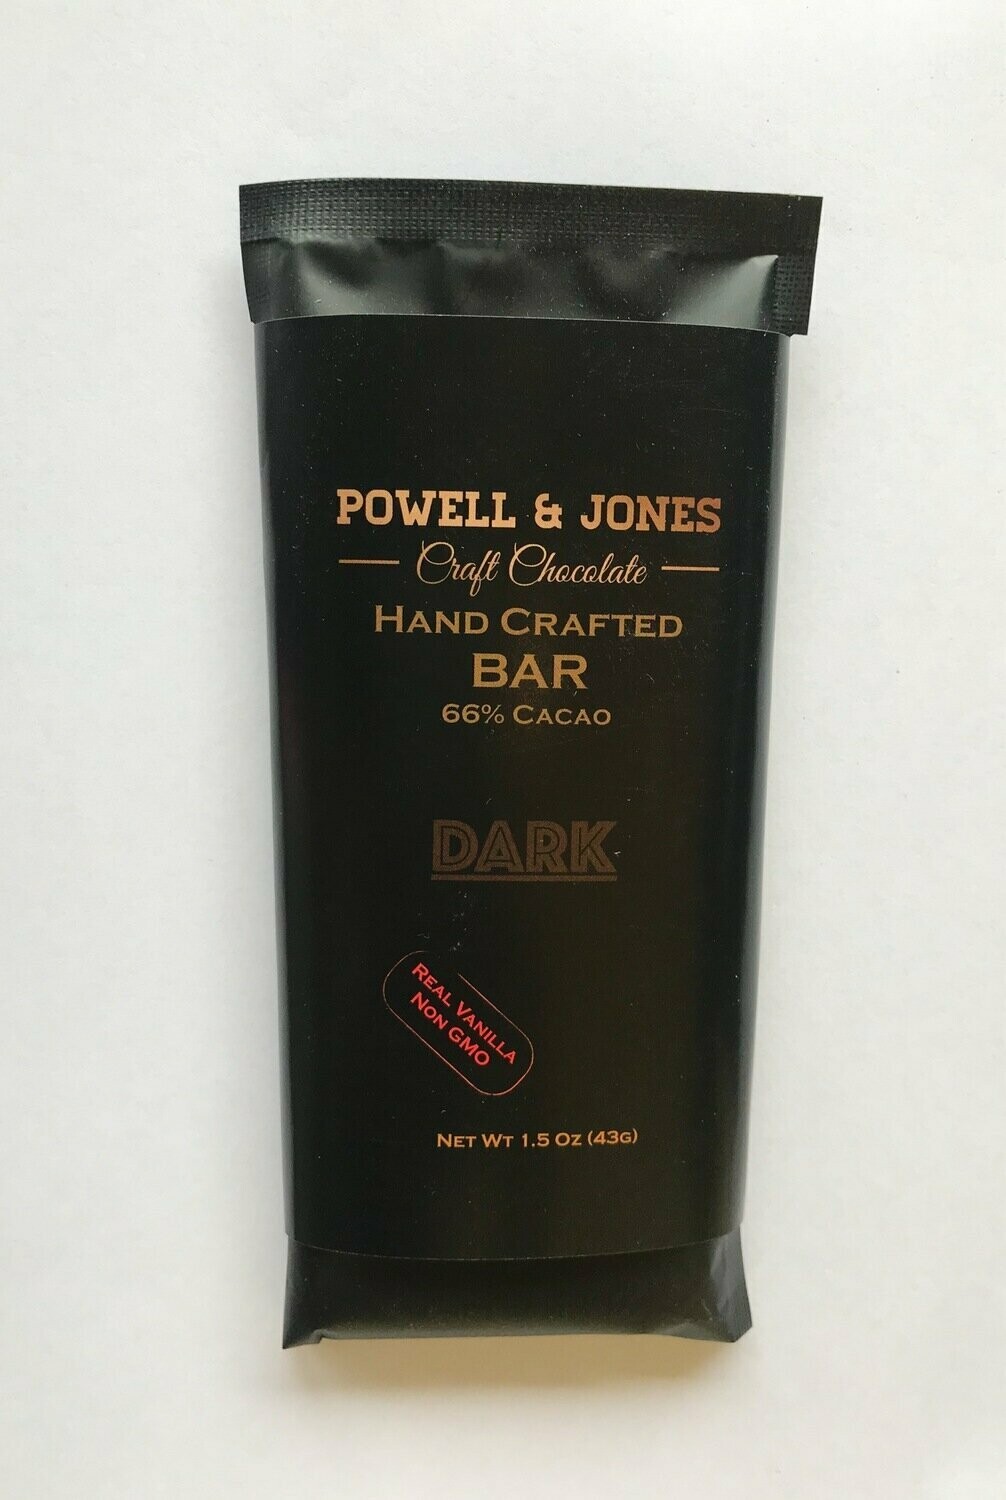 POWELL & JONES
Craft Chocolate
HAND CRAFTED
BAR
66% CACAO
DARK
REAL VANILLA
NON GMO
NET WT 1.5 OZ (43G)